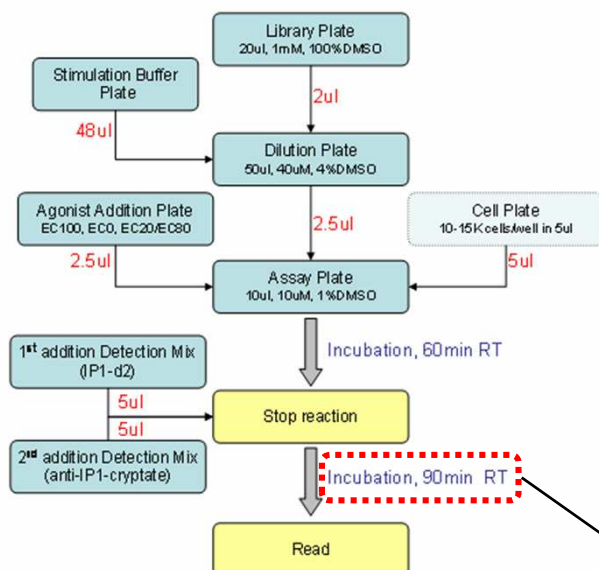 Library Plate
20ul, 1mM, 100%DMSO
Stimulation Buffer
Plate
2ul
48ul
Dilution Plate
50ul, 40uM, 4%DMSO
Agonist Addition Plate
EC100, EC0, EC20/EC80
2.5ul
Cell Plate
10-15K cells/well in 5ul
2.5ul
5ul
Assay Plate
10ul, 10uM, 1%DMSO
Incubation, 60min RT
1st addition Detection Mix
(IP1-d2)
5ul
5ul
Stop reaction
2nd addition Detection Mix
(anti-IP1-cryptate)
Incubation, 90min RT
Read